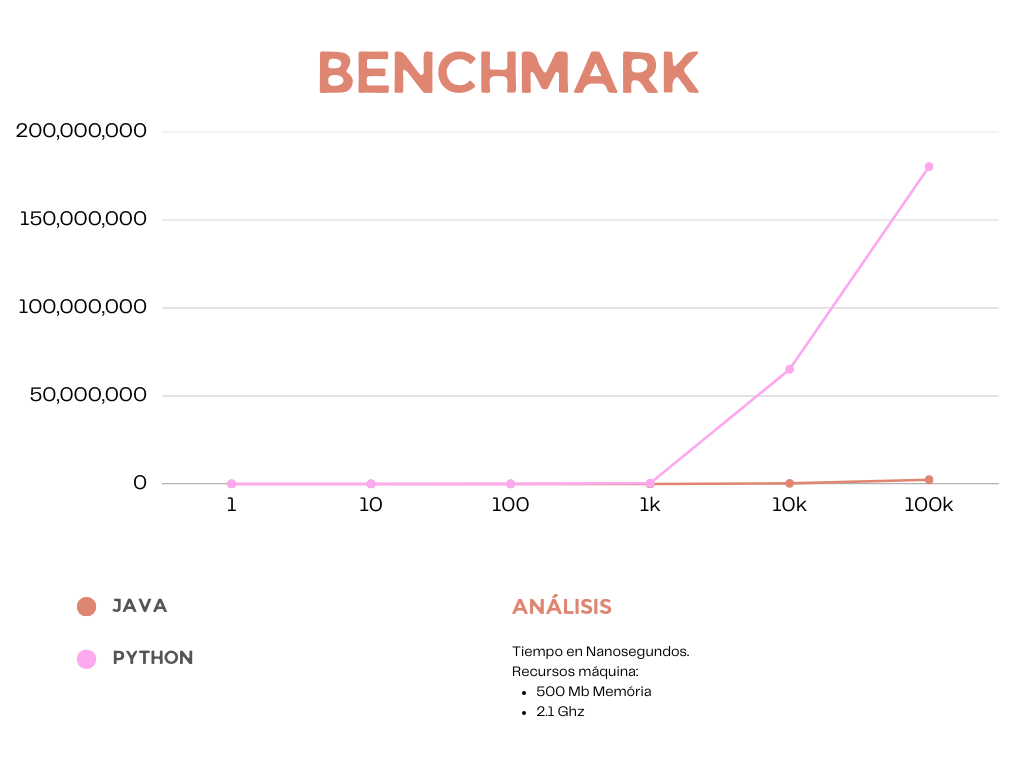 BENCHMARK
200,000,000
150,000,000
100,000,000
50,000,000
0
1 10 100 1k 10k 100k
JAVA
PYTHON
ANÁLISIS
Tiempo en Nanosegundos.
Recursos máquina:
• 500 Mb Memória
• 2.1 Ghz